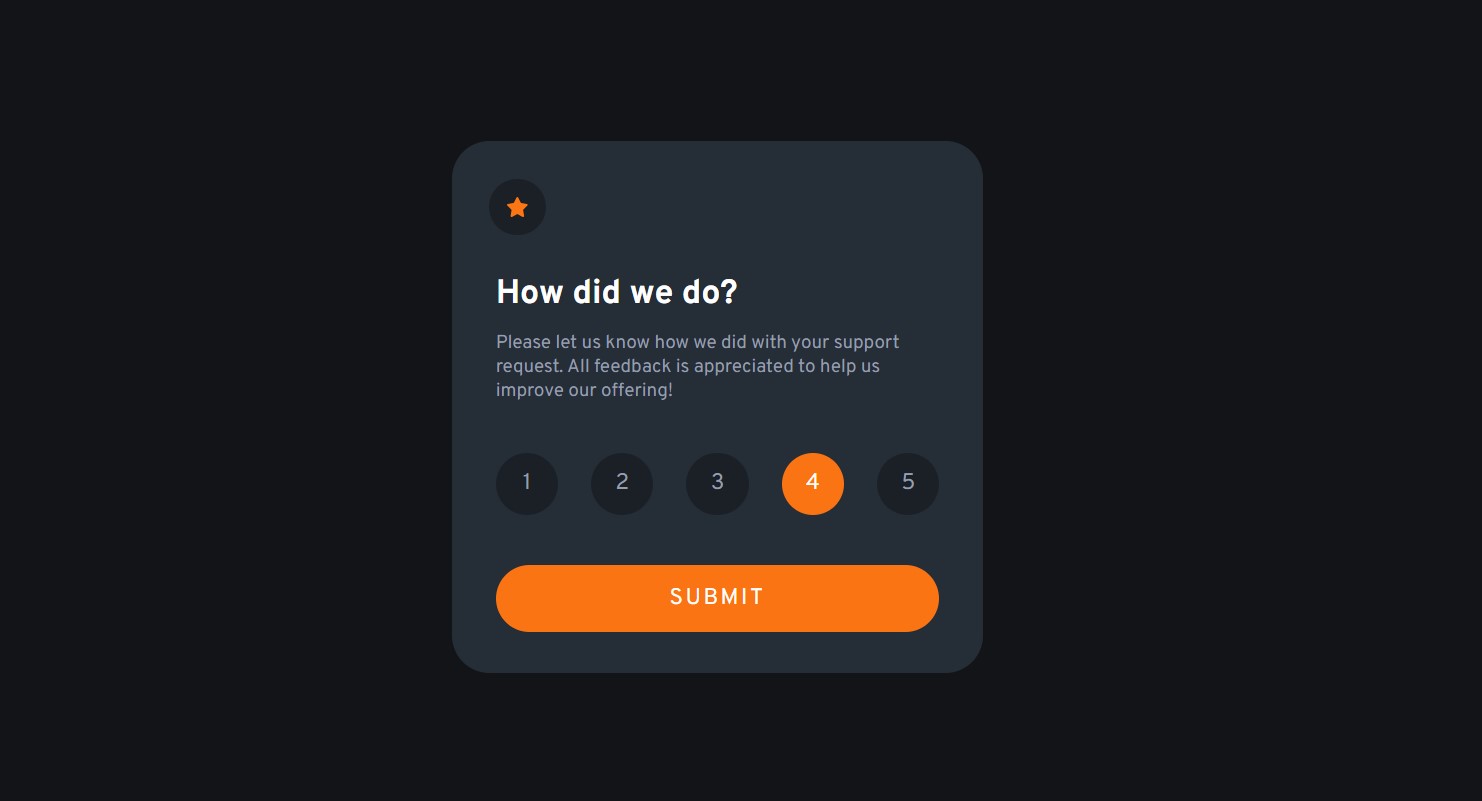 How did we do?
Please let us know how we did with your support
request. All feedback is appreciated to help us
improve our offering!
1 2 3 4 5
SUBMIT